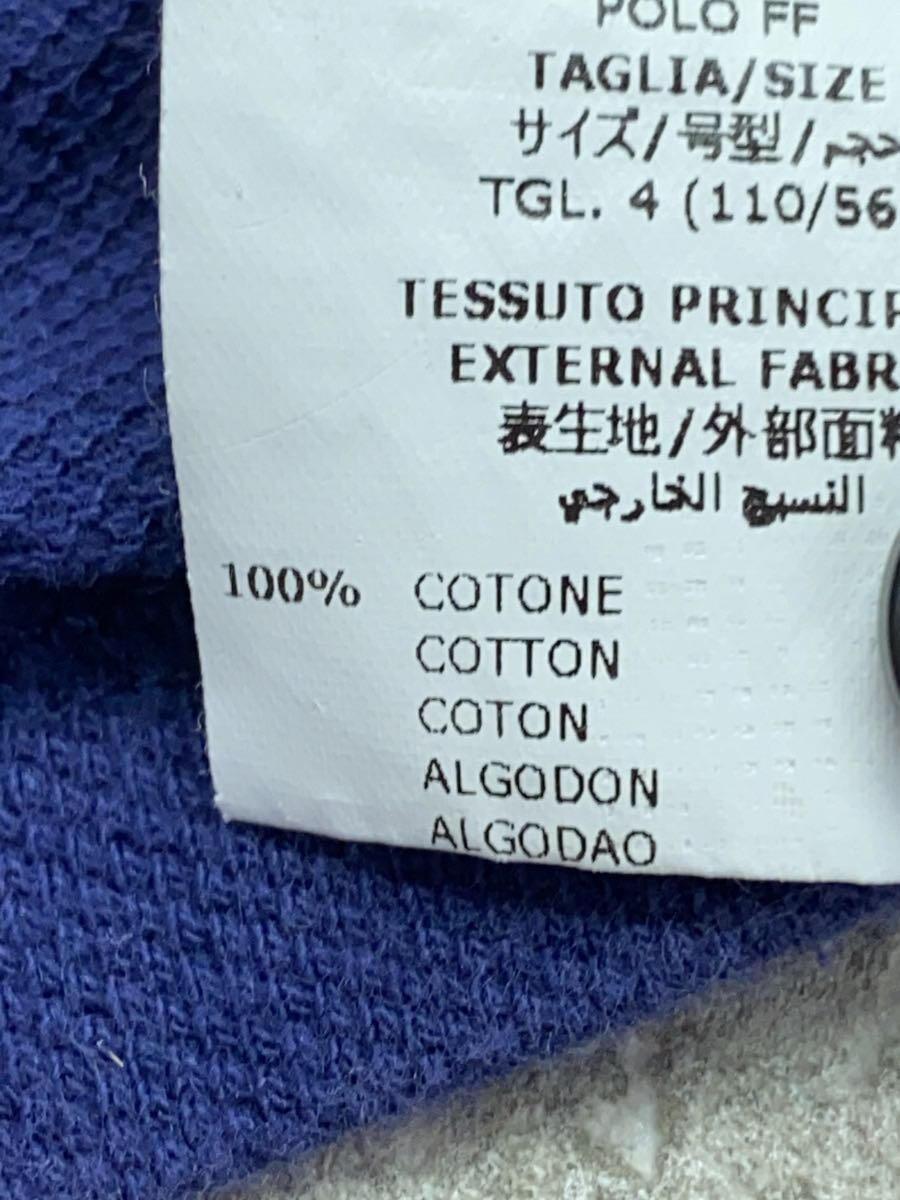 POLO FF
TAGLIA/SIZE
サイズ/号型/حجم
TGL. 4 (110/56
TESSUTO PRINCIP
EXTERNAL FABR
表生地/外部面料
النسيج الخارجي
100% COTONE
COTTON
COTON
ALGODON
ALGODAO